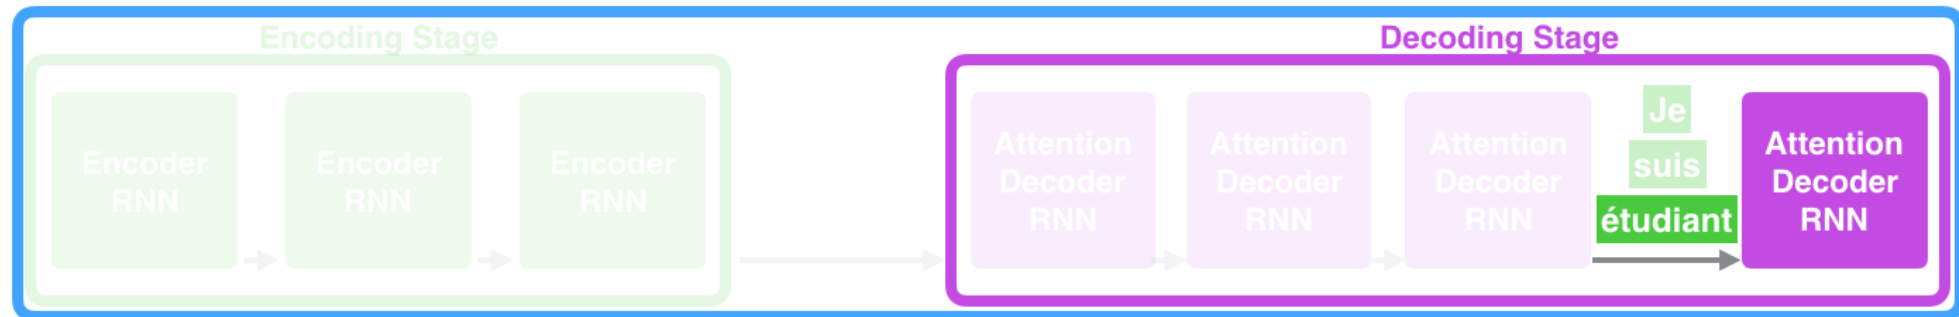 Encoding Stage
Decoding Stage
Encoder
RNN
Encoder
RNN
Encoder
RNN
Attention
Decoder
RNN
Attention
Decoder
RNN
Attention
Decoder
RNN
Je
suis
étudiant
Attention
Decoder
RNN